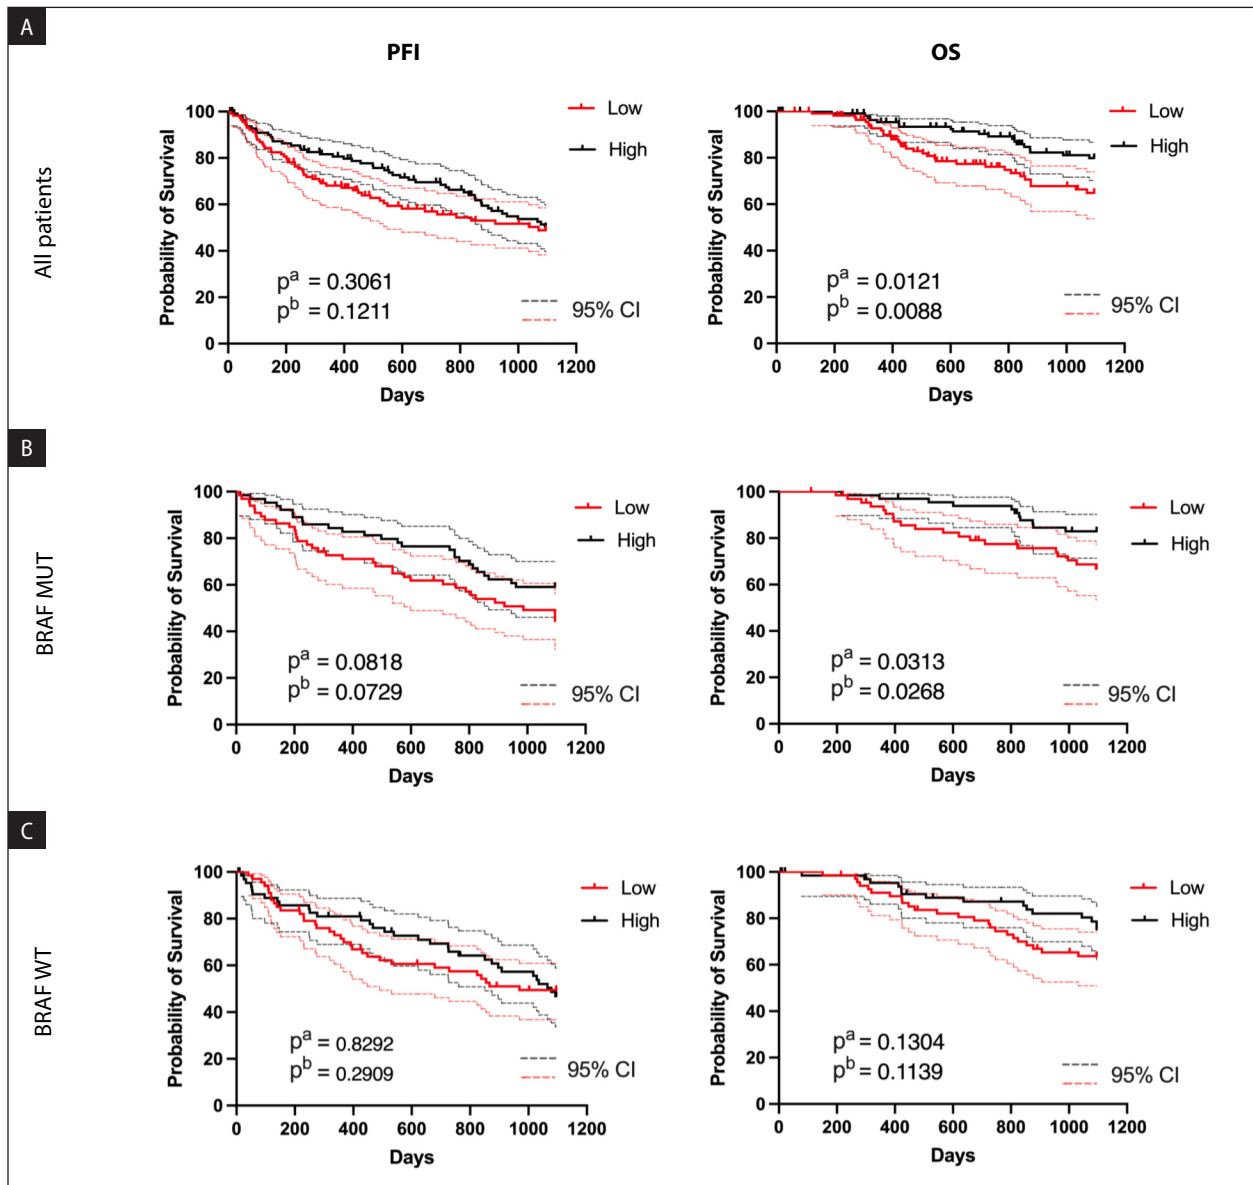 A
PFI
OS
All patients
Probability of Survival
100
80
60
40
20
0
0 200 400 600 800 1000 1200
Days
Low
High
pa = 0.3061
pb = 0.1211
95% CI
Probability of Survival
100
80
60
40
20
0
0 200 400 600 800 1000 1200
Days
Low
High
pa = 0.0121
pb = 0.0088
95% CI
B
BRAF MUT
Probability of Survival
100
80
60
40
20
0
0 200 400 600 800 1000 1200
Days
Low
High
pa = 0.0818
pb = 0.0729
95% CI
Probability of Survival
100
80
60
40
20
0
0 200 400 600 800 1000 1200
Days
Low
High
pa = 0.0313
pb = 0.0268
95% CI
C
BRAF WT
Probability of Survival
100
80
60
40
20
0
0 200 400 600 800 1000 1200
Days
Low
High
pa = 0.8292
pb = 0.2909
95% CI
Probability of Survival
100
80
60
40
20
0
0 200 400 600 800 1000 1200
Days
Low
High
pa = 0.1304
pb = 0.1139
95% CI